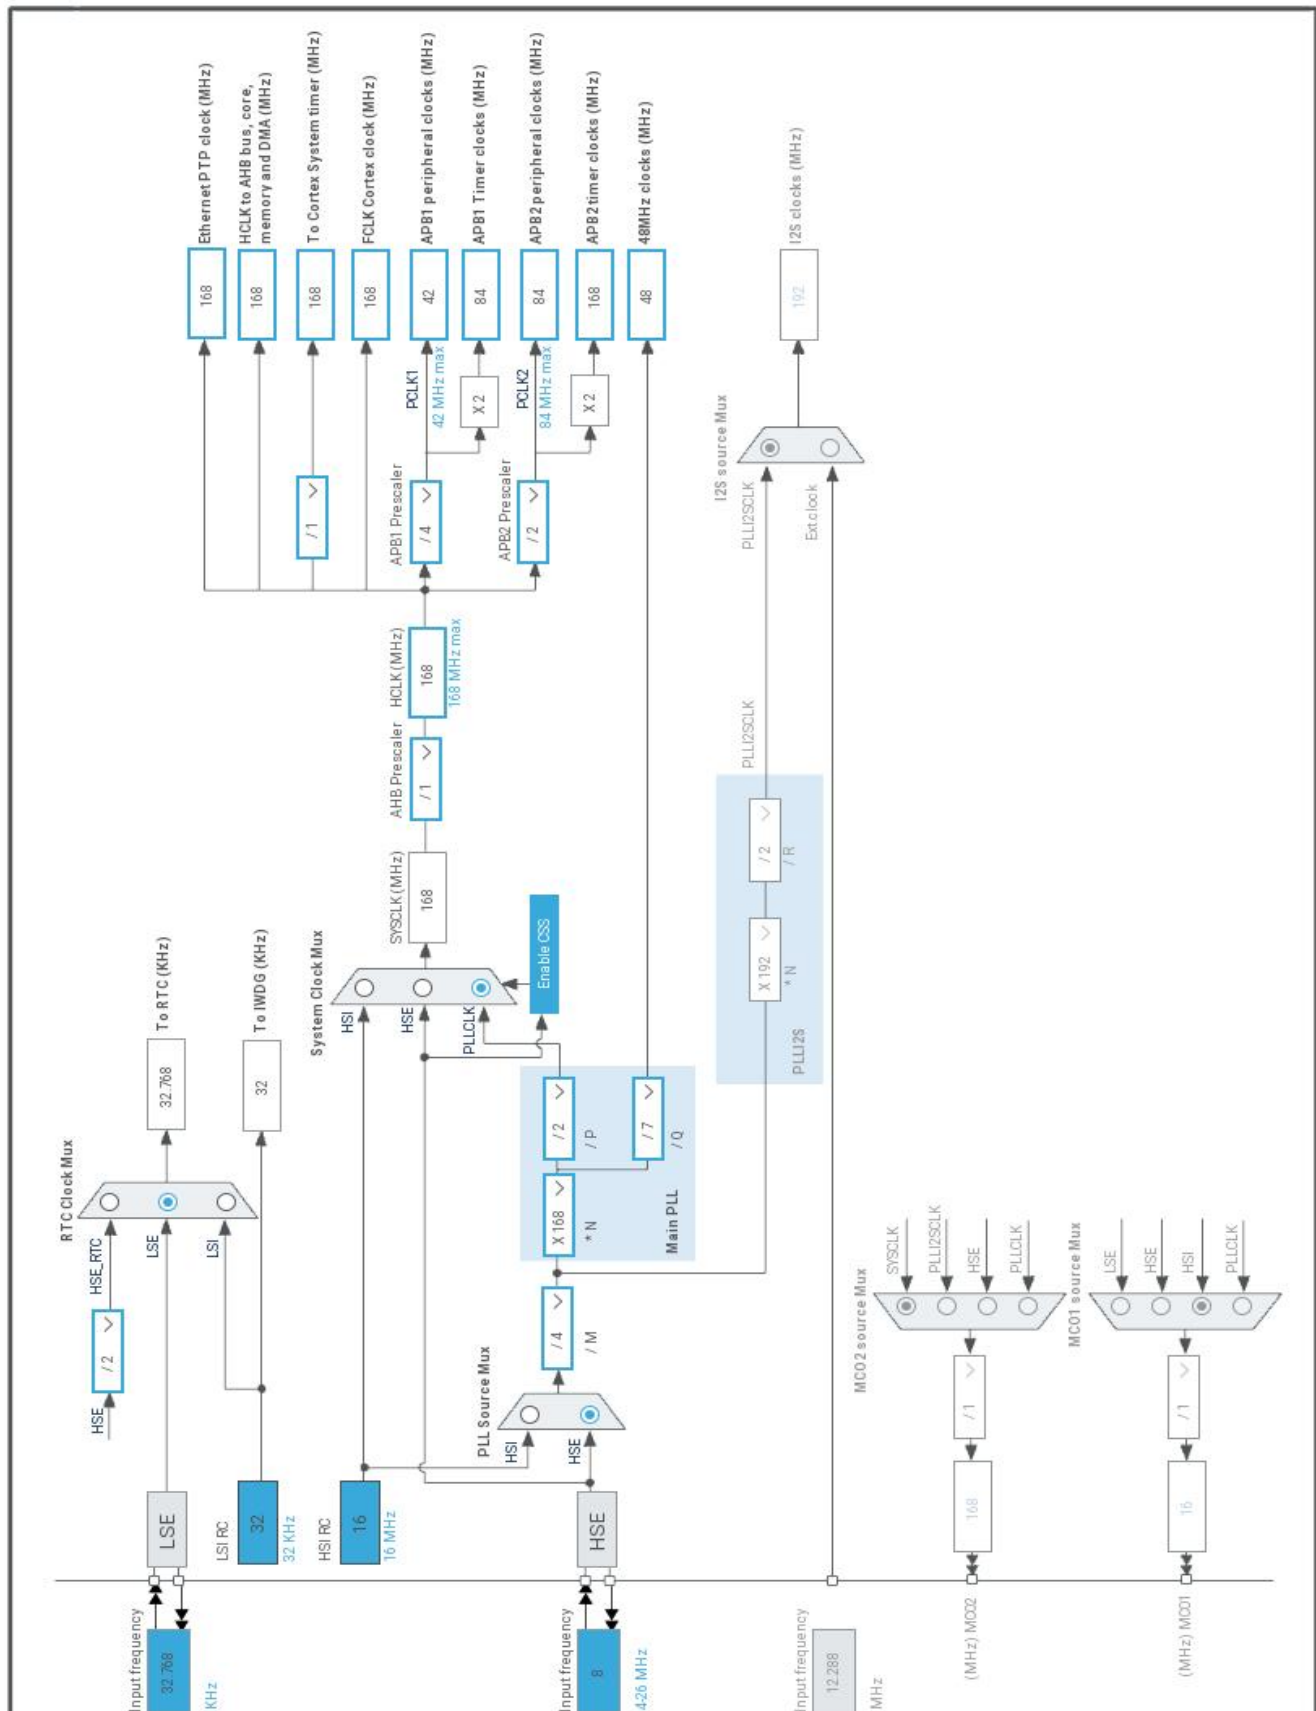 Input frequency
32.768
KHz
LSE
HSE
/ 2
HSE_RTC
LSE
LSI
RTC Clock Mux
32.768
To RTC (KHz)
LSI RC
32
32 KHz
32
To IWDG (KHz)
HSI RC
16
16 MHz
Input frequency
8
4-26 MHz
HSE
PLL Source Mux
HSI
HSE
/ 4
/ M
X 168
* N
/ 2
/ P
/ 7
/ Q
Main PLL
System Clock Mux
HSI
HSE
PLLCLK
Enable CSS
SYSCLK (MHz)
168
AHB Prescaler
/ 1
HCLK (MHz)
168
168 MHz max
168
Ethernet PTP clock (MHz)
168
HCLK to AHB bus, core,
memory and DMA (MHz)
/ 1
168
To Cortex System timer (MHz)
168
FCLK Cortex clock (MHz)
APB1 Prescaler
/ 4
PCLK1
42 MHz max
42
APB1 peripheral clocks (MHz)
X 2
84
APB1 Timer clocks (MHz)
APB2 Prescaler
/ 2
PCLK2
84 MHz max
84
APB2 peripheral clocks (MHz)
X 2
168
APB2 timer clocks (MHz)
48
48MHz clocks (MHz)
PLLI2S
X 192
* N
/ 2
/ R
PLLI2SCLK
I2S source Mux
PLLI2SCLK
Ext.clock
192
I2S clocks (MHz)
Input frequency
12.288
MHz
MCO2 source Mux
SYSCLK
PLLI2SCLK
HSE
PLLCLK
/ 1
168
(MHz) MCO2
MCO1 source Mux
LSE
HSE
HSI
PLLCLK
/ 1
16
(MHz) MCO1